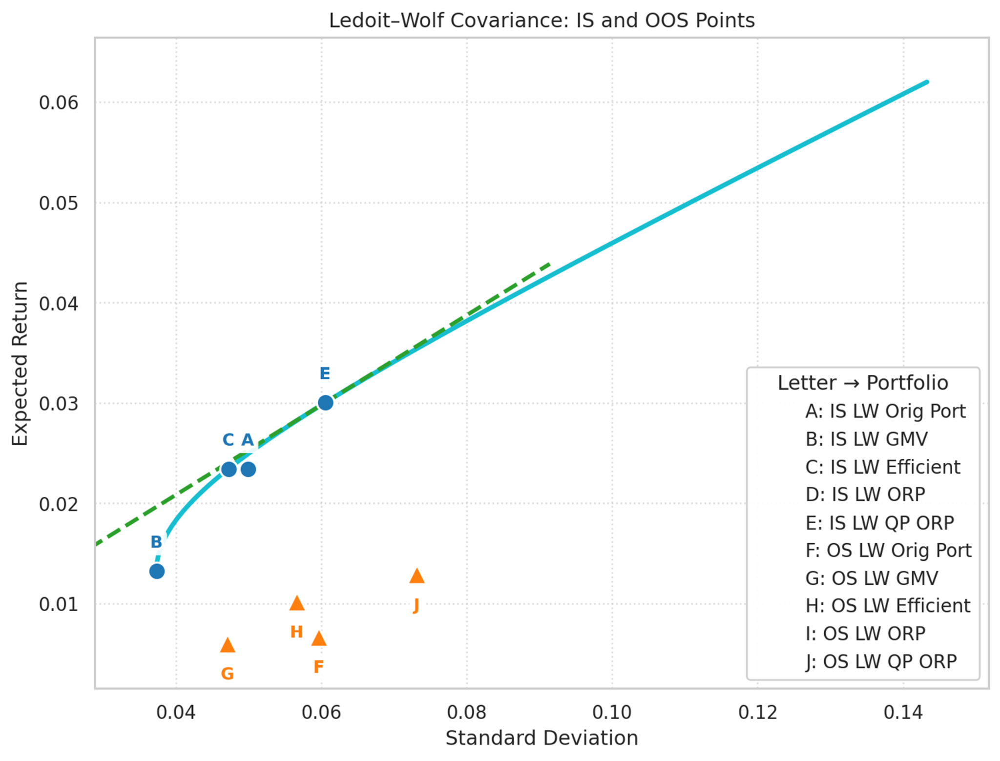 Ledoit–Wolf Covariance: IS and OOS Points
Expected Return
0.06
0.05
0.04
0.03
0.02
0.01
E
C A
B
J
H
F
G
Letter → Portfolio
A: IS LW Orig Port
B: IS LW GMV
C: IS LW Efficient
D: IS LW ORP
E: IS LW QP ORP
F: OS LW Orig Port
G: OS LW GMV
H: OS LW Efficient
I: OS LW ORP
J: OS LW QP ORP
0.04 0.06 0.08 0.10 0.12 0.14
Standard Deviation